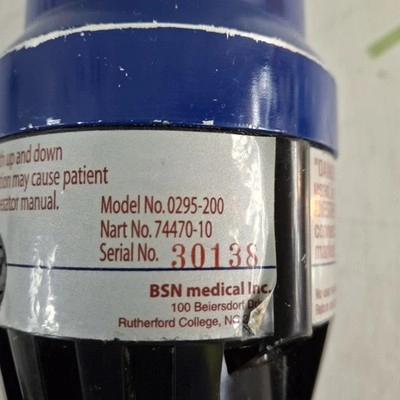 th up and down
tion may cause patient
erator manual.
Model No. 0295-200
Nart No. 74470-10
Serial No. 30138
BSN medical Inc.
100 Beiersdorf
Rutherford College, NC